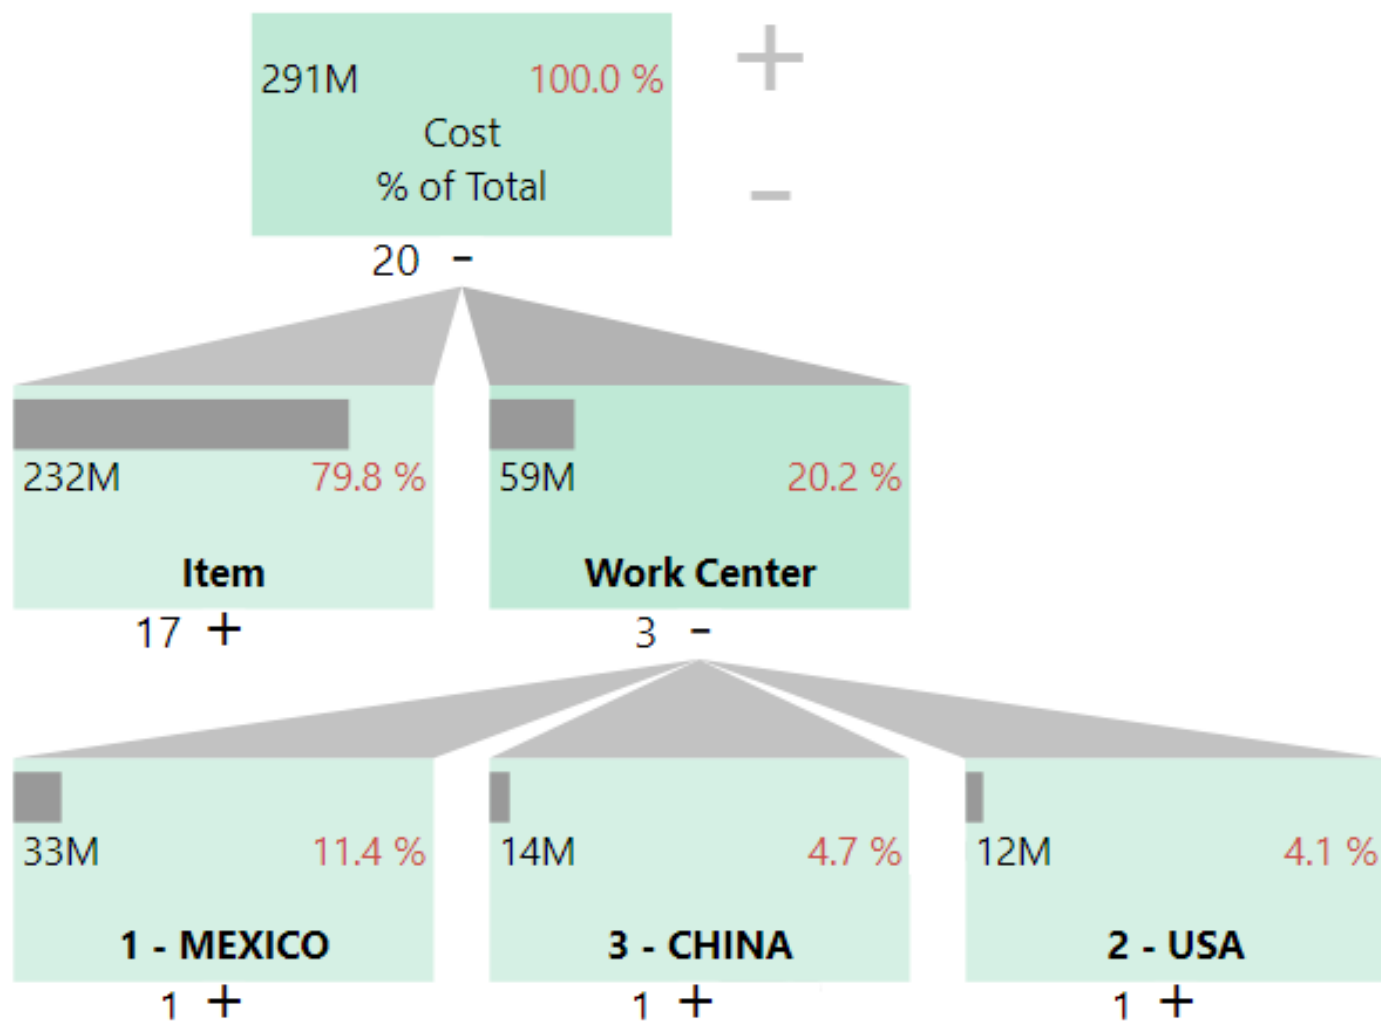 291M 100.0 %
Cost
% of Total
20 -
232M 79.8 % 59M 20.2 %
Item Work Center
17 + 3 -
33M 11.4 % 14M 4.7 % 12M 4.1 %
1 - MEXICO 3 - CHINA 2 - USA
1 + 1 + 1 +